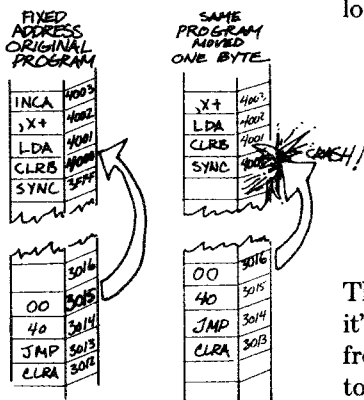 FIXED
ADDRESS
ORIGINAL
PROGRAM
INCA 4003
,X+ 4002
LDA 4001
CLRB 4000
SYNC 3FFF
3016
00 3015
40 3014
JMP 3013
CLRA 3012
SAME
PROGRAM
MOVED
ONE BYTE
,X+ 4003
LDA 4002
CLRB 4001
SYNC
CRASH!
00 3016
40 3015
JMP 3014
CLRA 3013
lo
Th
it'
fro
to